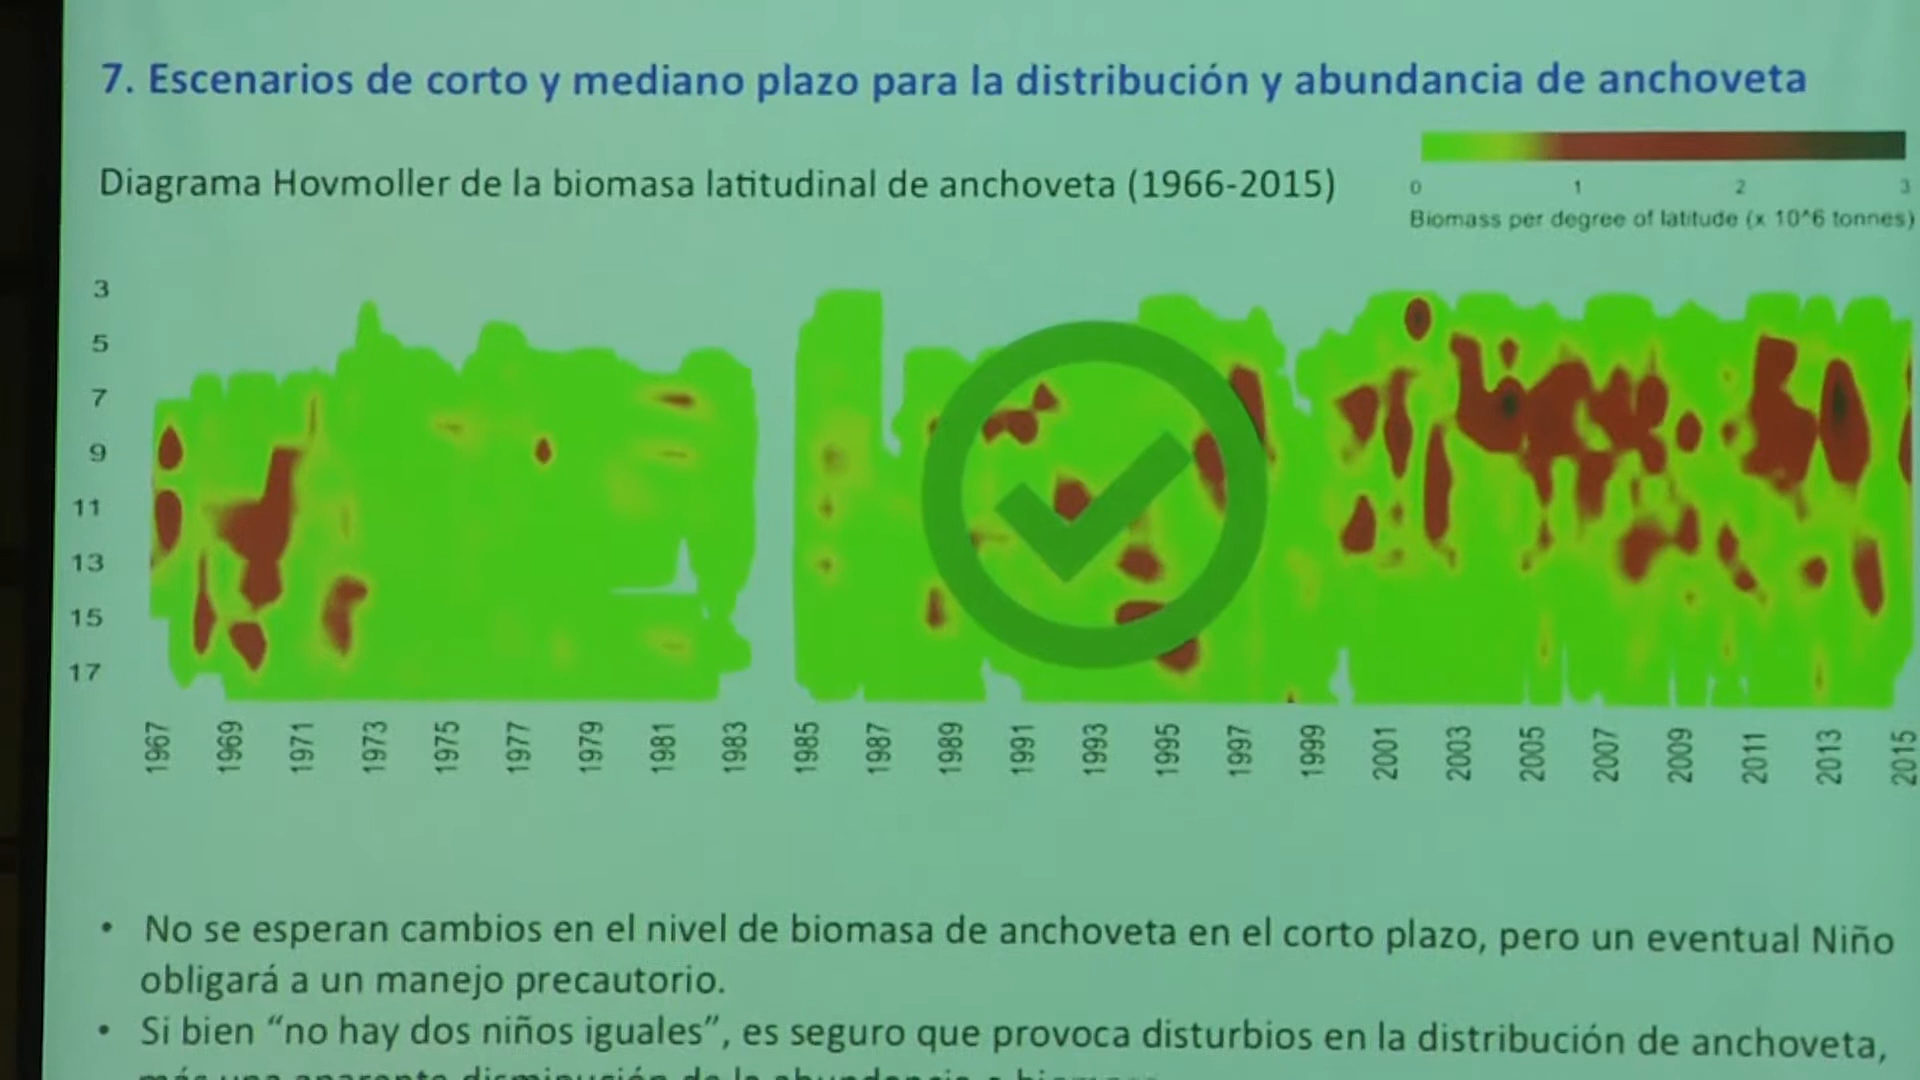 7. Escenarios de corto y mediano plazo para la distribución y abundancia de anchoveta
Diagrama Hovmoller de la biomasa latitudinal de anchoveta (1966-2015)
0 1 2 3
Biomass per degree of latitude (x 10^6 tonnes)
3
5
7
9
11
13
15
17
1967 1969 1971 1973 1975 1977 1979 1981 1983 1985 1987 1989 1991 1993 1995 1997 1999 2001 2003 2005 2007 2009 2011 2013 2015
• No se esperan cambios en el nivel de biomasa de anchoveta en el corto plazo, pero un eventual Niño
obligará a un manejo precautorio.
• Si bien “no hay dos niños iguales”, es seguro que provoca disturbios en la distribución de anchoveta,